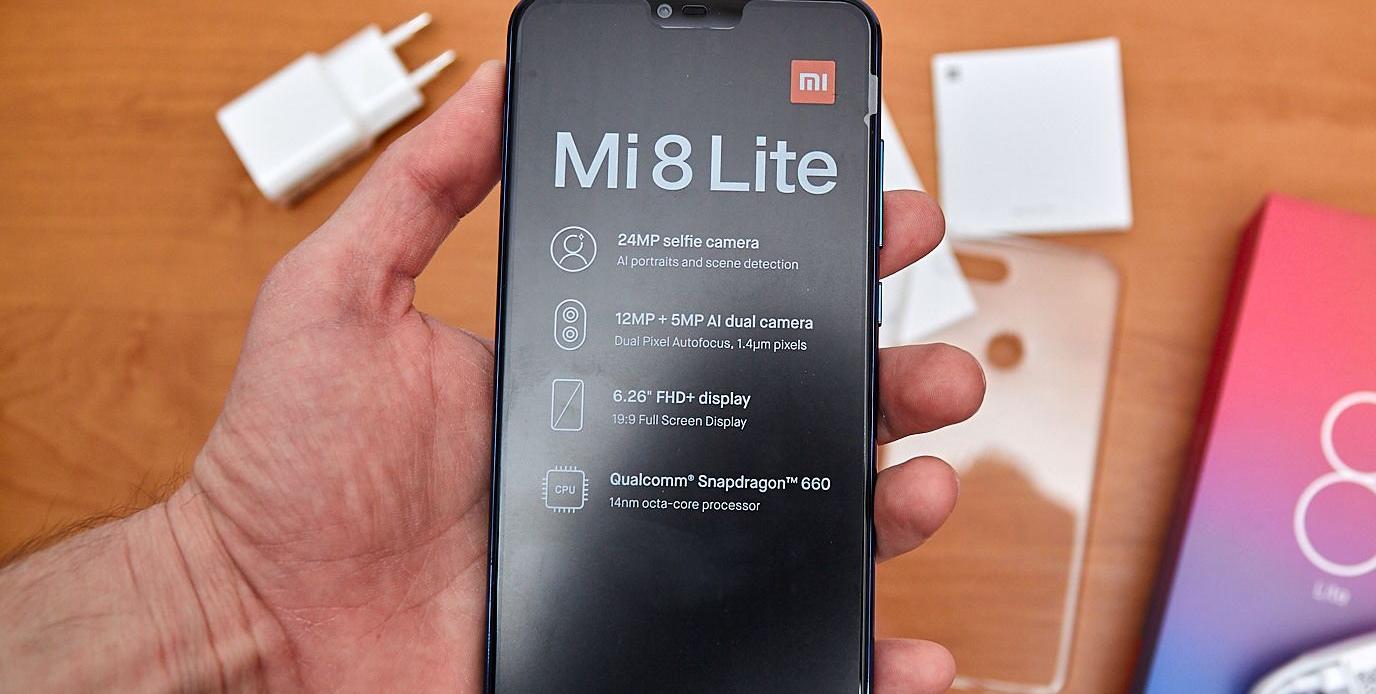 mi
Mi 8 Lite
24MP selfie camera
AI portraits and scene detection
12MP + 5MP AI dual camera
Dual Pixel Autofocus, 1.4µm pixels
6.26" FHD+ display
19:9 Full Screen Display
CPU
Qualcomm® Snapdragon™ 660
14nm octa-core processor
8
Lite